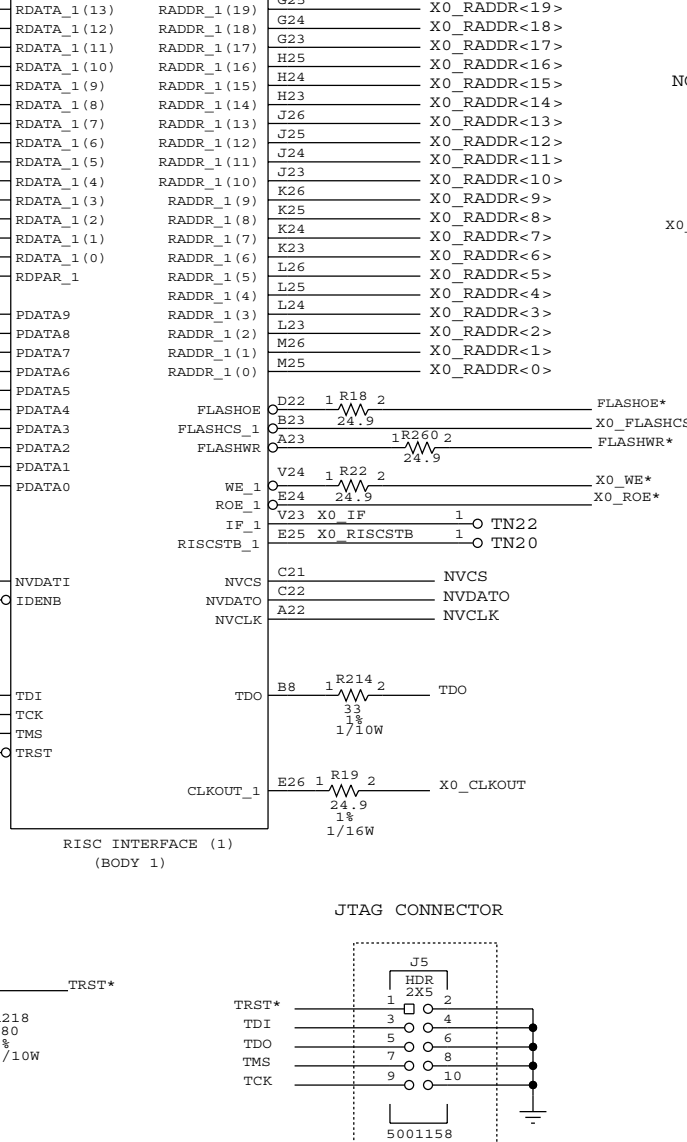 RDATA_1(13) RADDR_1(19) G25 X0_RADDR<19>
RDATA_1(12) RADDR_1(18) G24 X0_RADDR<18>
RDATA_1(11) RADDR_1(17) G23 X0_RADDR<17>
RDATA_1(10) RADDR_1(16) H25 X0_RADDR<16>
RDATA_1(9) RADDR_1(15) H24 X0_RADDR<15>
RDATA_1(8) RADDR_1(14) H23 X0_RADDR<14>
RDATA_1(7) RADDR_1(13) J26 X0_RADDR<13>
RDATA_1(6) RADDR_1(12) J25 X0_RADDR<12>
RDATA_1(5) RADDR_1(11) J24 X0_RADDR<11>
RDATA_1(4) RADDR_1(10) J23 X0_RADDR<10>
RDATA_1(3) RADDR_1(9) K26 X0_RADDR<9>
RDATA_1(2) RADDR_1(8) K25 X0_RADDR<8>
RDATA_1(1) RADDR_1(7) K24 X0_RADDR<7>
RDATA_1(0) RADDR_1(6) K23 X0_RADDR<6>
RDPAR_1 RADDR_1(5) L26 X0_RADDR<5>
RADDR_1(4) L25 X0_RADDR<4>
PDATA9 RADDR_1(3) L24 X0_RADDR<3>
PDATA8 RADDR_1(2) L23 X0_RADDR<2>
PDATA7 RADDR_1(1) M26 X0_RADDR<1>
PDATA6 RADDR_1(0) M25 X0_RADDR<0>
PDATA5
PDATA4 FLASHOE D22 1 R18 2 24.9 FLASHOE*
PDATA3 FLASHCS_1 B23 X0_FLASHCS
PDATA2 FLASHWR A23 1 R260 2 24.9 FLASHWR*
PDATA1
PDATA0 WE_1 V24 1 R22 2 24.9 X0_WE*
ROE_1 E24 X0_ROE*
IF_1 V23 X0_IF 1 TN22
RISCSTB_1 E25 X0_RISCSTB 1 TN20
NVDATI NVCS C21 NVCS
IDENB NVDATO C22 NVDATO
NVCLK A22 NVCLK
TDI TDO B8 1 R214 2 TDO
TCK 33
TMS 1%
1/10W
TRST
CLKOUT_1 E26 1 R19 2 X0_CLKOUT
24.9
1%
1/16W
RISC INTERFACE (1)
(BODY 1)
X0_
JTAG CONNECTOR
J5
HDR
2X5
TRST*
218
80
%
/10W
TRST* 1 2
TDI 3 4
TDO 5 6
TMS 7 8
TCK 9 10
5001158